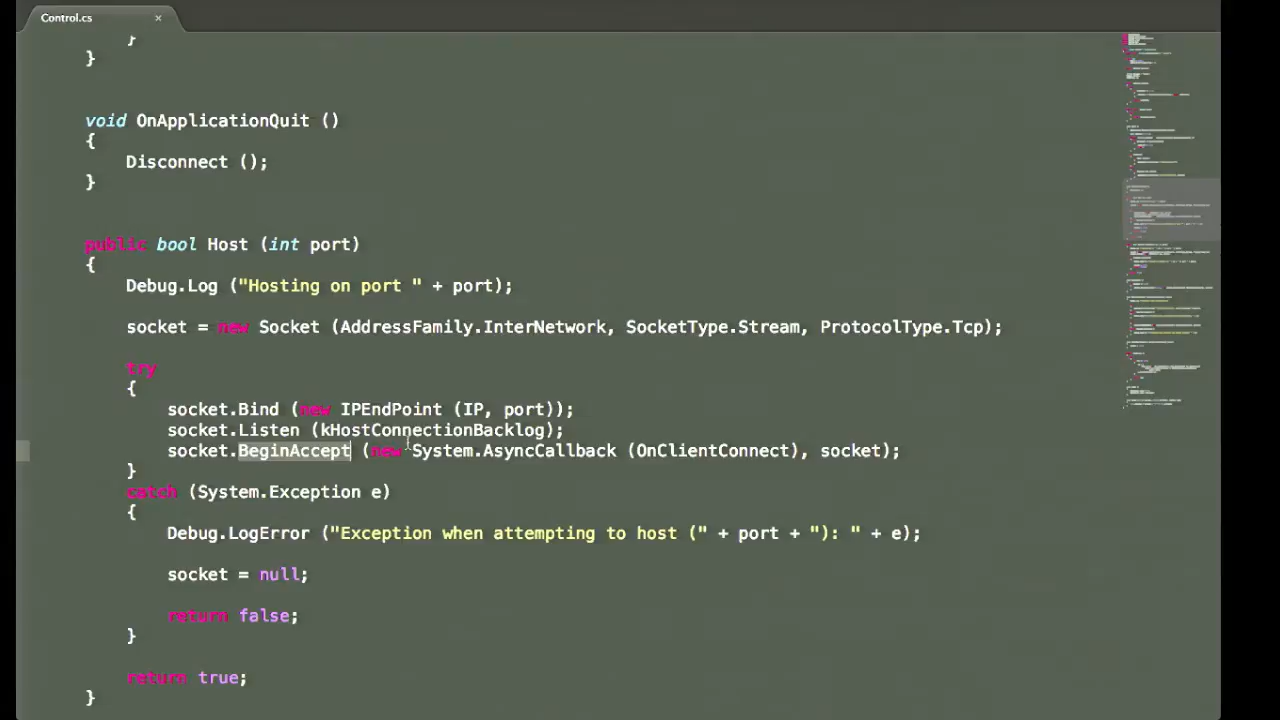 Control.cs ×
}
}
void OnApplicationQuit ()
{
Disconnect ();
}
public bool Host (int port)
{
Debug.Log ("Hosting on port " + port);
socket = new Socket (AddressFamily.InterNetwork, SocketType.Stream, ProtocolType.Tcp);
try
{
socket.Bind (new IPEndPoint (IP, port));
socket.Listen (kHostConnectionBacklog);
socket.BeginAccept (new System.AsyncCallback (OnClientConnect), socket);
}
catch (System.Exception e)
{
Debug.LogError ("Exception when attempting to host (" + port + "): " + e);
socket = null;
return false;
}
return true;
}